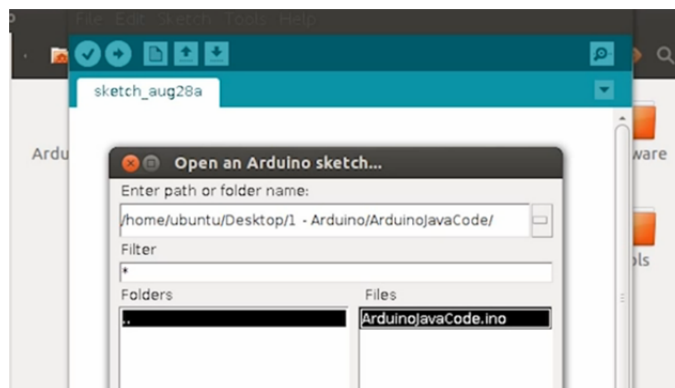 File Edit Sketch Tools Help
sketch_aug28a
Ardu
ware
Open an Arduino sketch...
Enter path or folder name:
/home/ubuntu/Desktop/1 - Arduino/ArduinoJavaCode/
ols
Filter
*
Folders Files
.. ArduinoJavaCode.ino